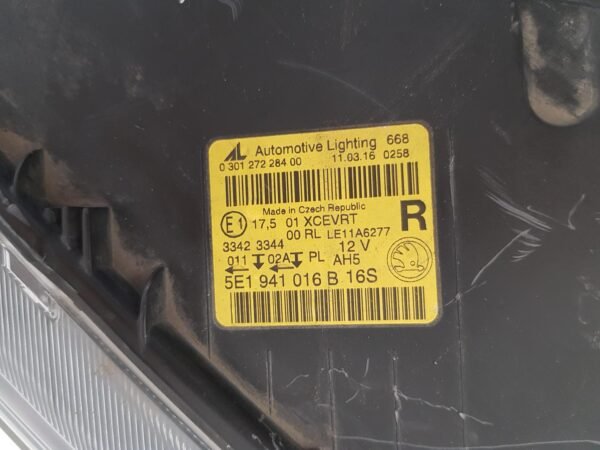 AL Automotive Lighting 668
0 301 272 284 00 11.03.16 0258
Made in Czech Republic
E1 17,5 01 XCEVRT R
00 RL LE11A6277
3342 3344 12 V
011 02A PL AH5
5E1 941 016 B 16S